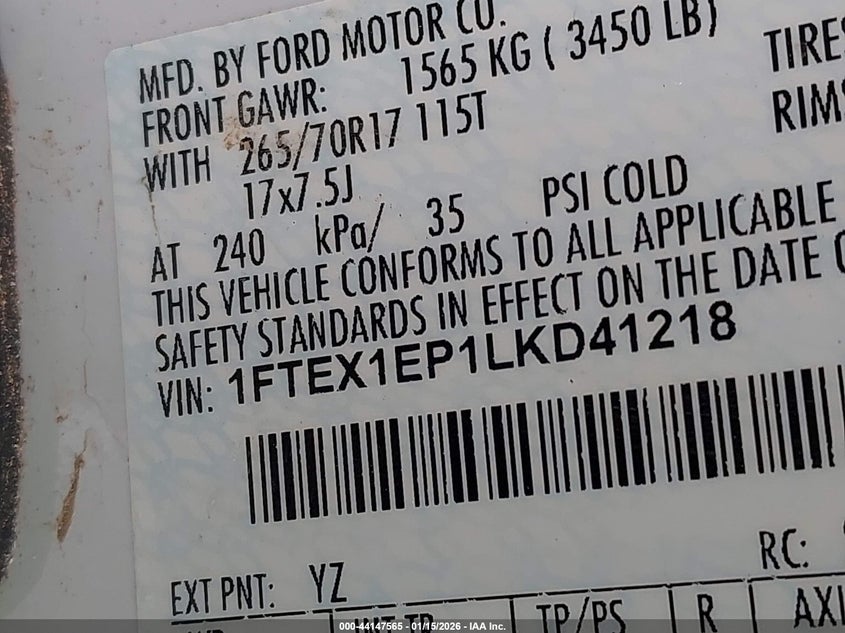 MFD. BY FORD MOTOR CO.
FRONT GAWR: 1565 KG ( 3450 LB) TIRES
WITH 265/70R17 115T RIMS
17x7.5J
AT 240 kPa/ 35 PSI COLD
THIS VEHICLE CONFORMS TO ALL APPLICABLE
SAFETY STANDARDS IN EFFECT ON THE DATE
VIN: 1FTEX1EP1LKD41218
EXT PNT: YZ RC:
TP/PS R AXL
000-44147565 - 01/15/2026 - IAA Inc.